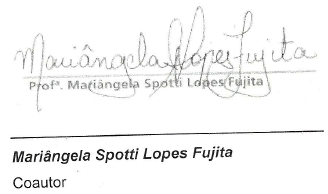 Mariângela Lopes Fujita
Profª. Mariângela Spotti Lopes Fujita
Mariângela Spotti Lopes Fujita
Coautor